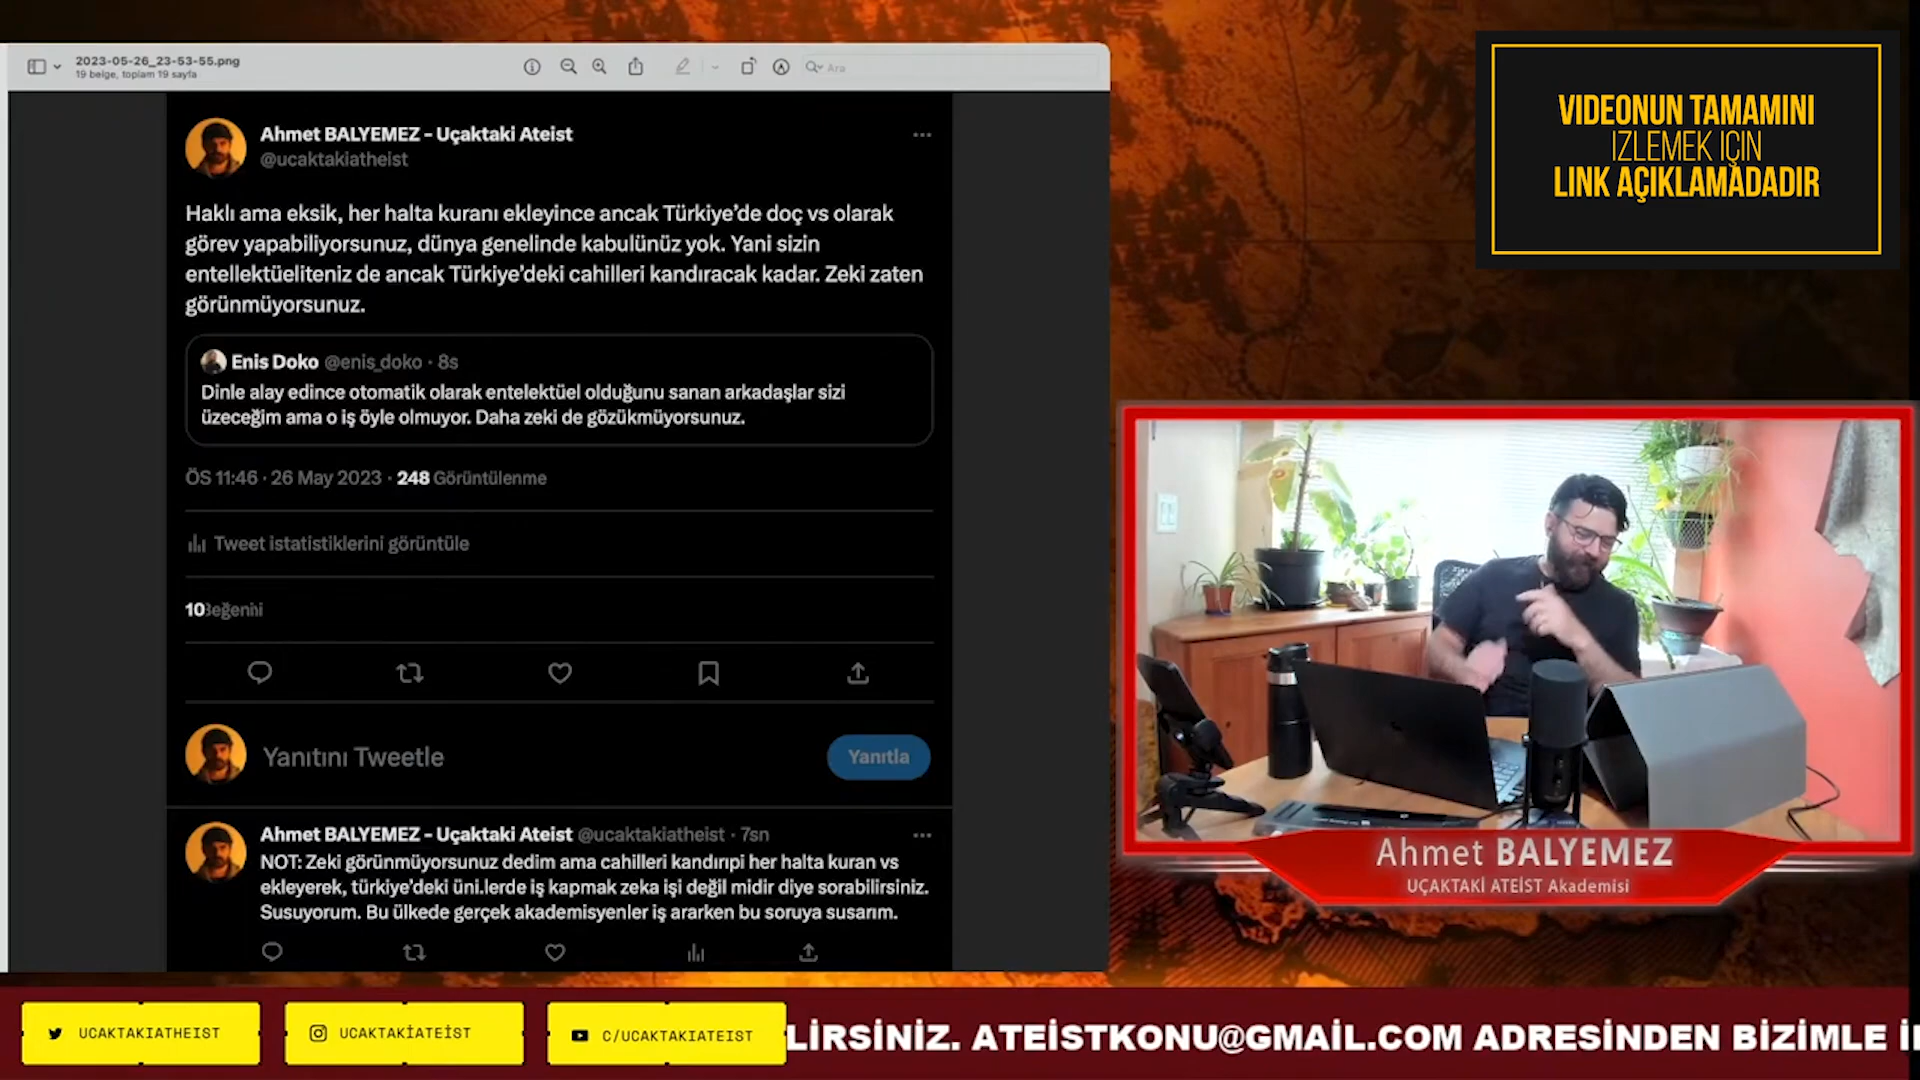 2023-05-26_23-53-55.png
19 belge, toplam 19 sayfa
Ara
Ahmet BALYEMEZ - Uçaktaki Ateist
@ucaktakiatheist
Haklı ama eksik, her halta kuranı ekleyince ancak Türkiye'de doç vs olarak
görev yapabiliyorsunuz, dünya genelinde kabulünüz yok. Yani sizin
entellektüeliteniz de ancak Türkiye'deki cahilleri kandıracak kadar. Zeki zaten
görünmüyorsunuz.
Enis Doko @enis_doko · 8s
Dinle alay edince otomatik olarak entelektüel olduğunu sanan arkadaşlar sizi
üzeceğim ama o iş öyle olmuyor. Daha zeki de gözükmüyorsunuz.
ÖS 11:46 · 26 May 2023 · 248 Görüntülenme
Tweet istatistiklerini görüntüle
10 Beğenhi
Yanıtını Tweetle
Yanıtla
Ahmet BALYEMEZ - Uçaktaki Ateist @ucaktakiatheist · 7sn
NOT: Zeki görünmüyorsunuz dedim ama cahilleri kandırıpi her halta kuran vs
ekleyerek, türkiye'deki üni.lerde iş kapmak zeka işi değil midir diye sorabilirsiniz.
Susuyorum. Bu ülkede gerçek akademisyenler iş ararken bu soruya susarım.
VIDEONUN TAMAMINI
IZLEMEK IÇIN
LINK AÇIKLAMADADIR
Ahmet BALYEMEZ
UÇAKTAKİ ATEİST Akademisi
UCAKTAKIATHEIST
UCAKTAKİATEİST
C/UCAKTAKIATEIST
LİRSİNİZ. ATEİSTKONU@GMAİL.COM ADRESİNDEN BİZİMLE İ